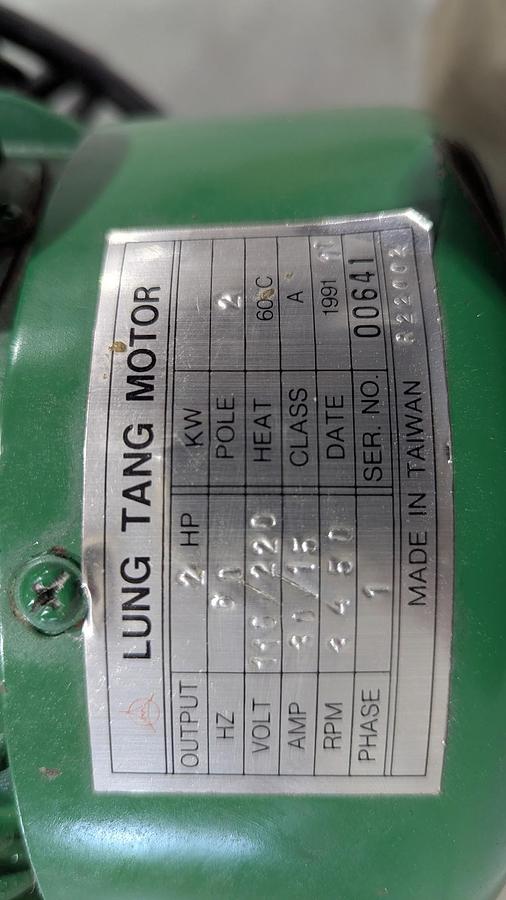 LUNG TANG MOTOR
OUTPUT 2 HP KW
HZ 60 POLE 2
VOLT 110/220 HEAT 60°C
AMP 30/15 CLASS A
RPM 3450 DATE 1991
PHASE 1 SER. NO. 00641
MADE IN TAIWAN